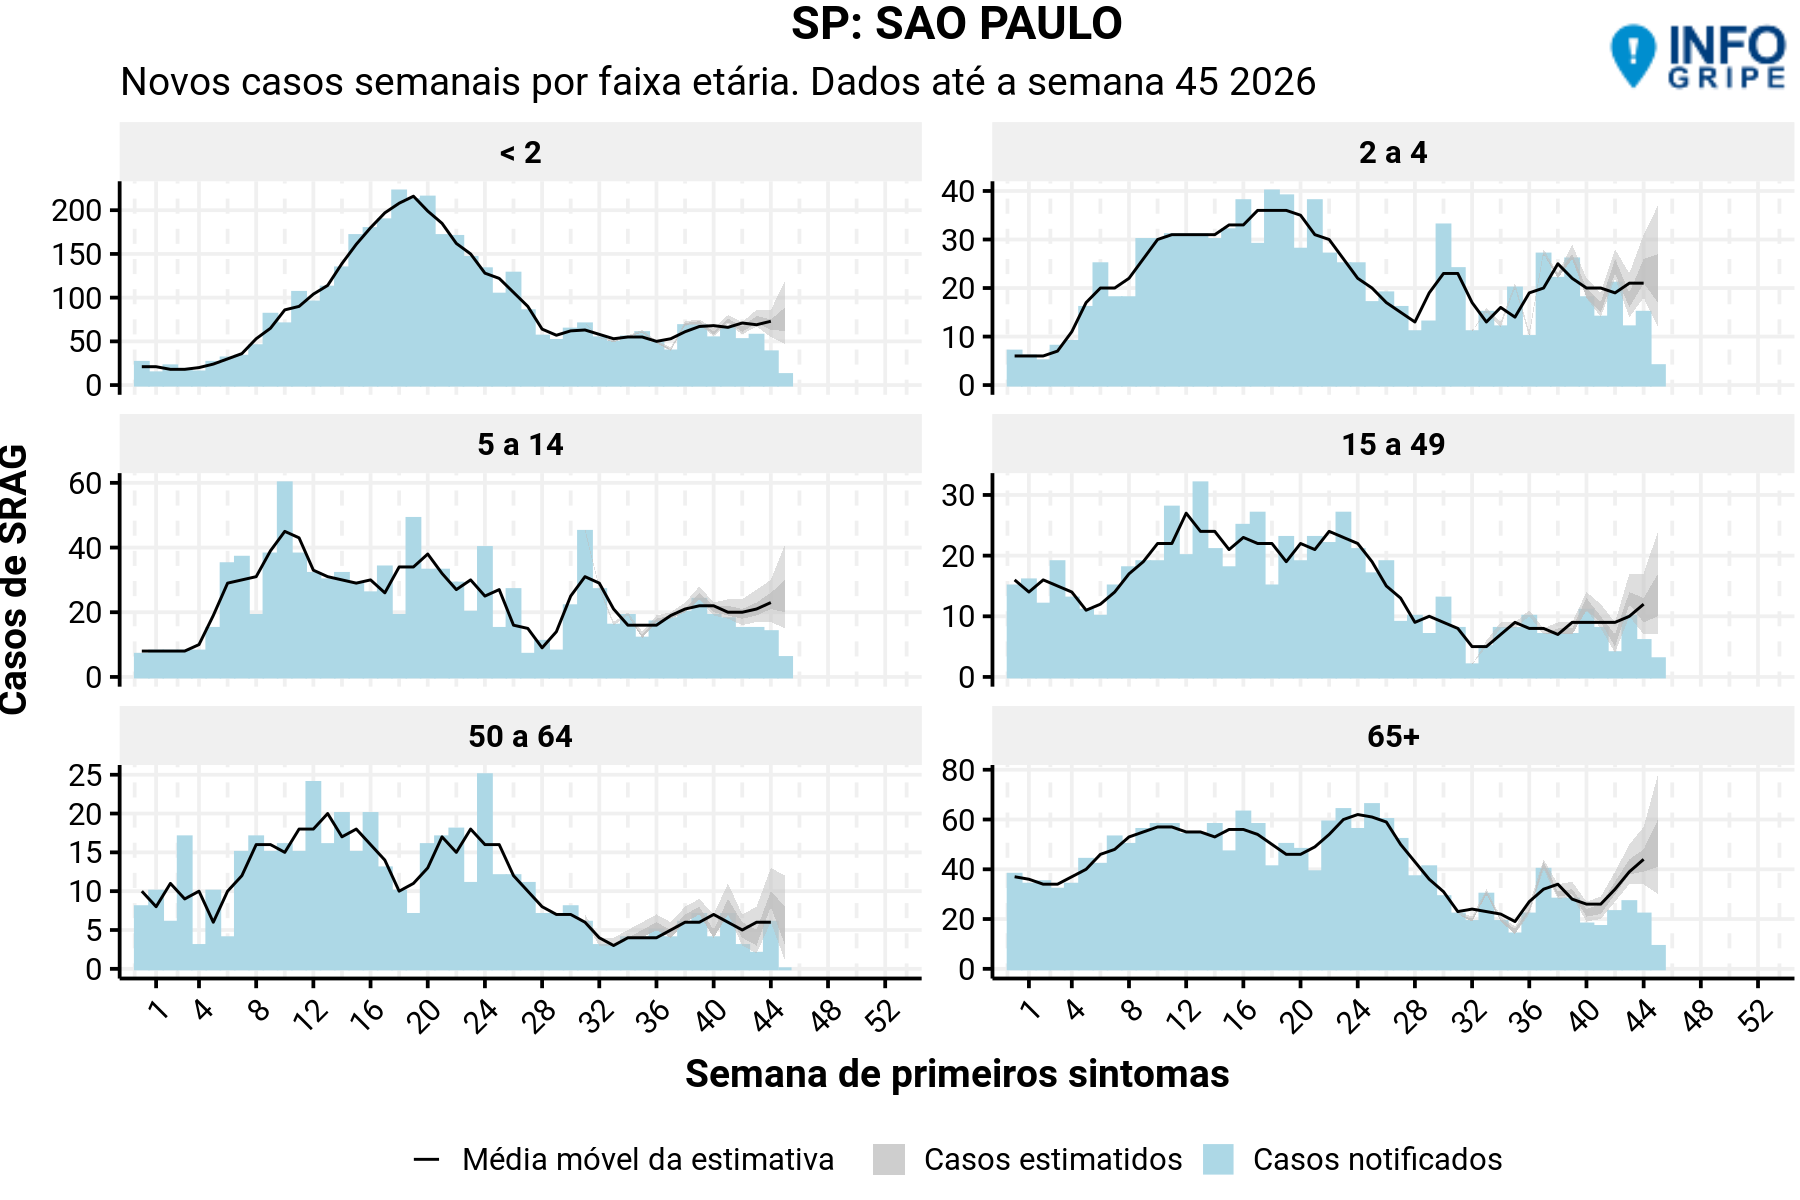 SP: SAO PAULO
INFO
GRIPE
Novos casos semanais por faixa etária. Dados até a semana 45 2026
< 2
2 a 4
200
150
100
50
0
40
30
20
10
0
5 a 14
15 a 49
60
40
20
0
30
20
10
0
50 a 64
65+
25
20
15
10
5
0
80
60
40
20
0
Casos de SRAG
1 4 8 12 16 20 24 28 32 36 40 44 48 52
1 4 8 12 16 20 24 28 32 36 40 44 48 52
Semana de primeiros sintomas
Média móvel da estimativa Casos estimatidos Casos notificados